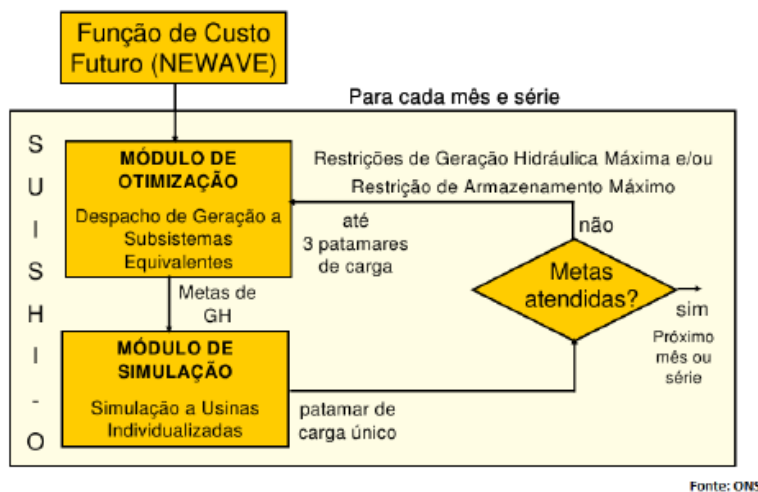 Função de Custo
Futuro (NEWAVE)
Para cada mês e série
S
U
I
S
H
I
-
O
MÓDULO DE
OTIMIZAÇÃO
Despacho de Geração a
Subsistemas
Equivalentes
Restrições de Geração Hidráulica Máxima e/ou
Restrição de Armazenamento Máximo
até
3 patamares
de carga
não
Metas
atendidas?
sim
Próximo
mês ou
série
Metas de
GH
MÓDULO DE
SIMULAÇÃO
Simulação a Usinas
Individualizadas
patamar de
carga único
Fonte: ONS